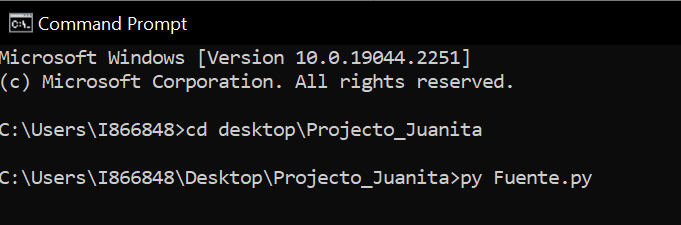 Command Prompt
Microsoft Windows [Version 10.0.19044.2251]
(c) Microsoft Corporation. All rights reserved.
C:\Users\I866848>cd desktop\Projecto_Juanita
C:\Users\I866848\Desktop\Projecto_Juanita>py Fuente.py